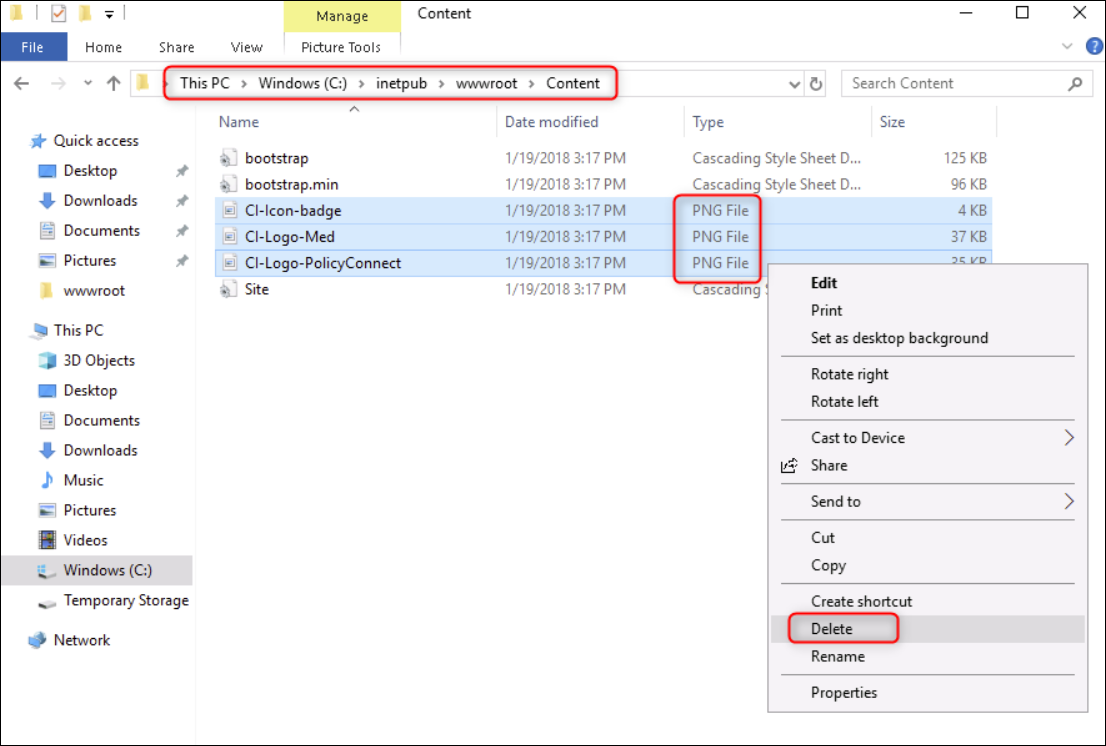 Manage
Content
File
Home
Share
View
Picture Tools
This PC > Windows (C:) > inetpub > wwwroot > Content
Search Content
Name
Date modified
Type
Size
bootstrap 1/19/2018 3:17 PM Cascading Style Sheet D... 125 KB
bootstrap.min 1/19/2018 3:17 PM Cascading Style Sheet D... 96 KB
CI-Icon-badge 1/19/2018 3:17 PM PNG File 4 KB
CI-Logo-Med 1/19/2018 3:17 PM PNG File 37 KB
CI-Logo-PolicyConnect 1/19/2018 3:17 PM PNG File 35 KB
Site 1/19/2018 3:17 PM Cascading
Quick access
Desktop
Downloads
Documents
Pictures
wwwroot
This PC
3D Objects
Desktop
Documents
Downloads
Music
Pictures
Videos
Windows (C:)
Temporary Storage
Network
Edit
Print
Set as desktop background
Rotate right
Rotate left
Cast to Device
Share
Send to
Cut
Copy
Create shortcut
Delete
Rename
Properties